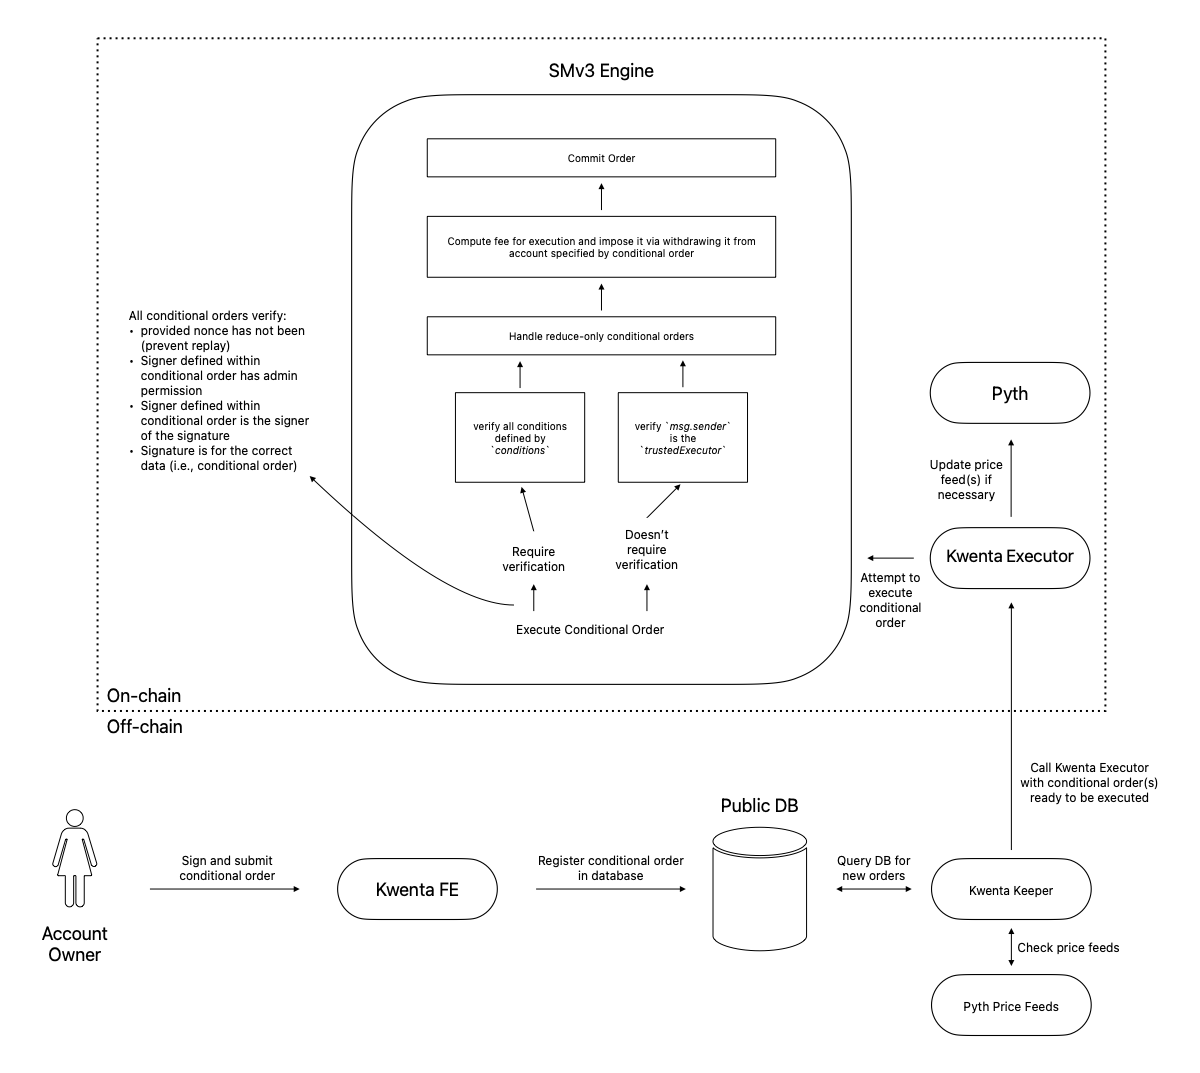 SMv3 Engine
Commit Order
Compute fee for execution and impose it via withdrawing it from
account specified by conditional order
Handle reduce-only conditional orders
All conditional orders verify:
• provided nonce has not been
(prevent replay)
• Signer defined within
conditional order has admin
permission
• Signer defined within
conditional order is the signer
of the signature
• Signature is for the correct
data (i.e., conditional order)
verify all conditions
defined by
`conditions`
verify `msg.sender`
is the
`trustedExecutor`
Require
verification
Doesn’t
require
verification
Execute Conditional Order
Pyth
Update price
feed(s) if
necessary
Kwenta Executor
Attempt to
execute
conditional
order
On-chain
Off-chain
Call Kwenta Executor
with conditional order(s)
ready to be executed
Account
Owner
Sign and submit
conditional order
Kwenta FE
Register conditional order
in database
Public DB
Query DB for
new orders
Kwenta Keeper
Check price feeds
Pyth Price Feeds